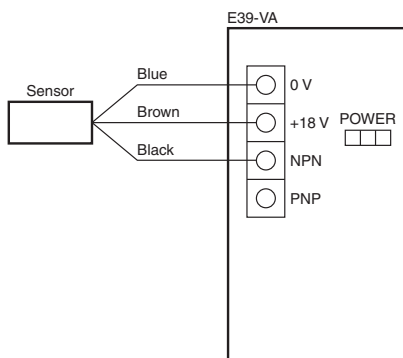 E39-VA
Blue
0 V
Sensor
Brown
+18 V
POWER
Black
NPN
PNP